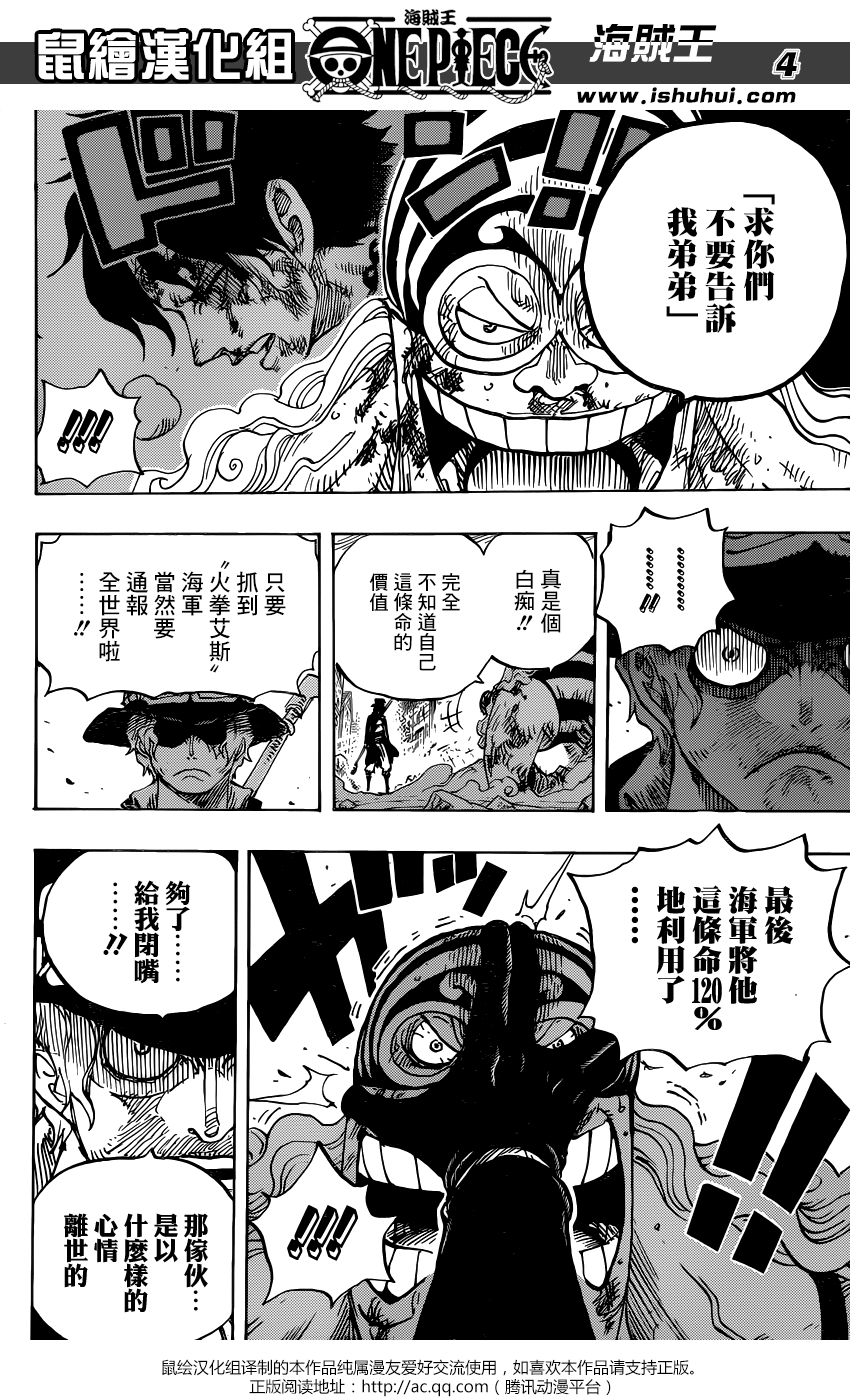 鼠繪漢化組
海賊王
ONE PIECE
海賊王
4
www.ishuhui.com
「求你們
不要告訴
我弟弟」
!!!
ドロロ
…………!!
真是個
白痴!!
完全
不知道自己
這條命的
價值
只要
抓到
“火拳艾斯”
海軍
當然要
通報
全世界啦
……!!
最後
海軍將他
這條命120%
地利用了
……
!!
!!!
夠了……
給我閉嘴
……!!
那傢伙…
是以
什麼樣的
心情
離世的
鼠绘汉化组译制的本作品纯属漫友爱好交流使用，如喜欢本作品请支持正版。
正版阅读地址：http://ac.qq.com（腾讯动漫平台）